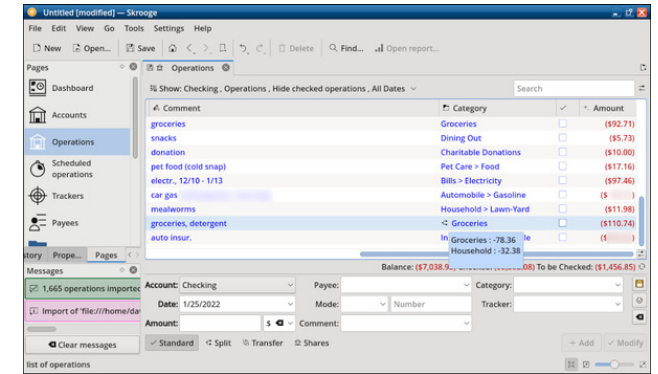 Untitled [modified] — Skrooge
File Edit View Go Tools Settings Help
New Open... Save Delete Find... Open report...
Pages
Operations
Dashboard
Accounts
Operations
Scheduled
operations
Trackers
Payees
Show: Checking , Operations , Hide checked operations , All Dates
Search
Comment Category ✓ Amount
groceries Groceries ($92.71)
snacks Dining Out ($5.73)
donation Charitable Donations ($10.00)
pet food (cold snap) Pet Care > Food ($17.16)
electr., 12/10 - 1/13 Bills > Electricity ($97.46)
car gas Automobile > Gasoline ($
mealworms Household > Lawn-Yard ($11.98)
groceries, detergent Groceries ($110.74)
auto insur. ($
Groceries : -78.36
Household : -32.38
story Prope... Pages
Messages
1,665 operations imported
Import of 'file:///home/da
Clear messages
Balance: ($7,038.9 .08) To be Checked: ($1,456.85)
Account: Checking Payee: Category:
Date: 1/25/2022 Mode: Number Tracker:
Amount: $ Comment:
Standard Split Transfer Shares
+ Add Modify
list of operations